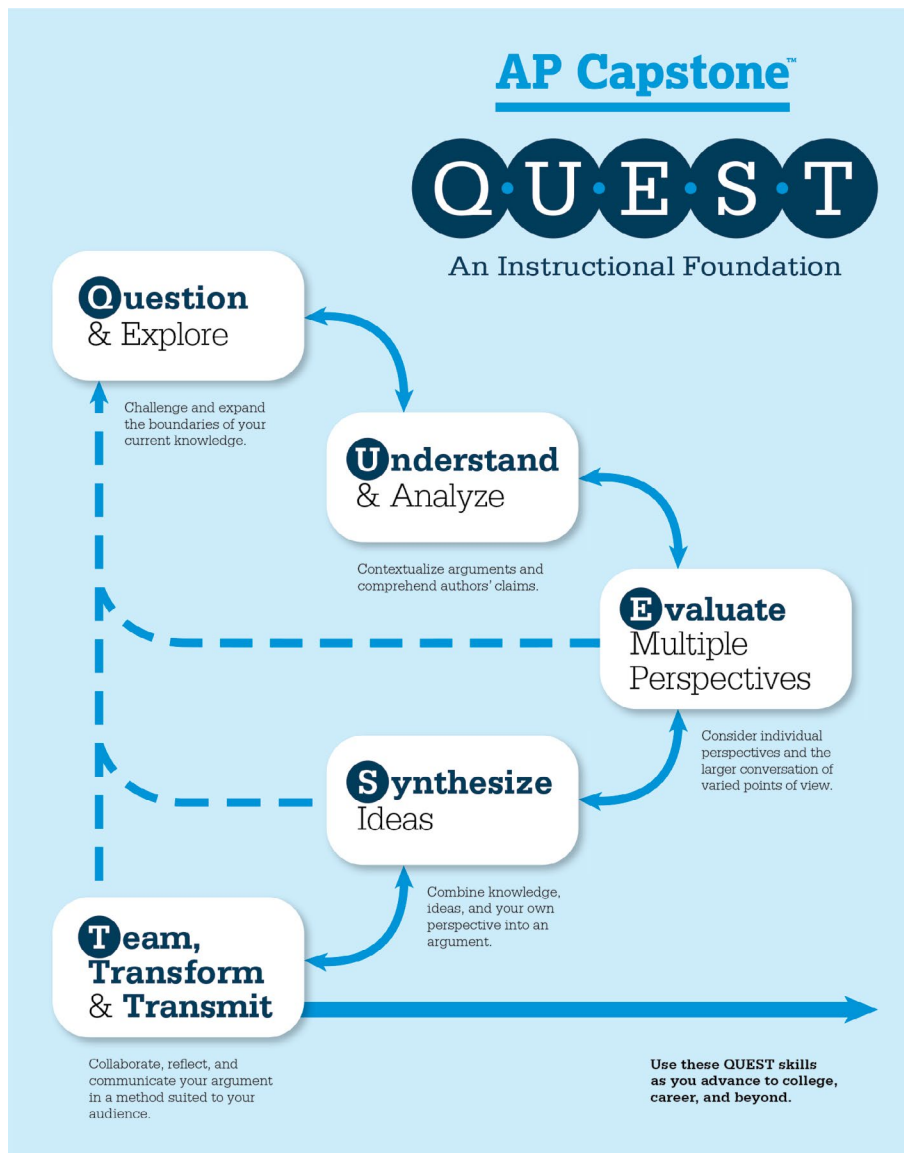 AP Capstone™
Q·U·E·S·T
An Instructional Foundation
Question
& Explore
Challenge and expand
the boundaries of your
current knowledge.
Understand
& Analyze
Contextualize arguments and
comprehend authors' claims.
Evaluate
Multiple
Perspectives
Consider individual
perspectives and the
larger conversation of
varied points of view.
Synthesize
Ideas
Combine knowledge,
ideas, and your own
perspective into an
argument.
Team,
Transform
& Transmit
Collaborate, reflect, and
communicate your argument
in a method suited to your
audience.
Use these QUEST skills
as you advance to college,
career, and beyond.